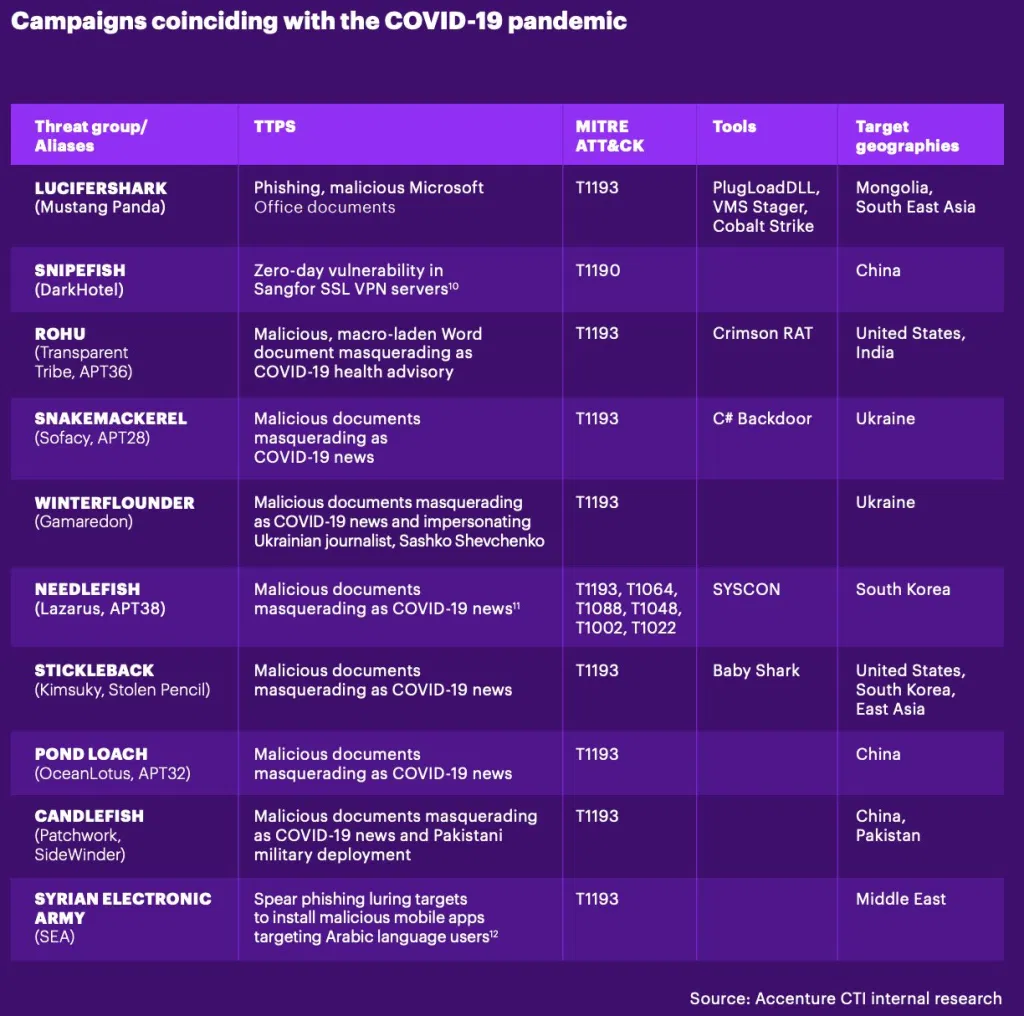 Campaigns coinciding with the COVID-19 pandemic
Threat group/
Aliases
TTPS
MITRE
ATT&CK
Tools
Target
geographies
LUCIFERSHARK
(Mustang Panda)
Phishing, malicious Microsoft
Office documents
T1193
PlugLoadDLL,
VMS Stager,
Cobalt Strike
Mongolia,
South East Asia
SNIPEFISH
(DarkHotel)
Zero-day vulnerability in
Sangfor SSL VPN servers¹⁰
T1190
China
ROHU
(Transparent
Tribe, APT36)
Malicious, macro-laden Word
document masquerading as
COVID-19 health advisory
T1193
Crimson RAT
United States,
India
SNAKEMACKEREL
(Sofacy, APT28)
Malicious documents
masquerading as
COVID-19 news
T1193
C# Backdoor
Ukraine
WINTERFLOUNDER
(Gamaredon)
Malicious documents masquerading
as COVID-19 news and impersonating
Ukrainian journalist, Sashko Shevchenko
T1193
Ukraine
NEEDLEFISH
(Lazarus, APT38)
Malicious documents
masquerading as COVID-19 news¹¹
T1193, T1064,
T1088, T1048,
T1002, T1022
SYSCON
South Korea
STICKLEBACK
(Kimsuky, Stolen Pencil)
Malicious documents
masquerading as COVID-19 news
T1193
Baby Shark
United States,
South Korea,
East Asia
POND LOACH
(OceanLotus, APT32)
Malicious documents
masquerading as COVID-19 news
T1193
China
CANDLEFISH
(Patchwork,
SideWinder)
Malicious documents masquerading
as COVID-19 news and Pakistani
military deployment
T1193
China,
Pakistan
SYRIAN ELECTRONIC
ARMY
(SEA)
Spear phishing luring targets
to install malicious mobile apps
targeting Arabic language users¹²
T1193
Middle East
Source: Accenture CTI internal research